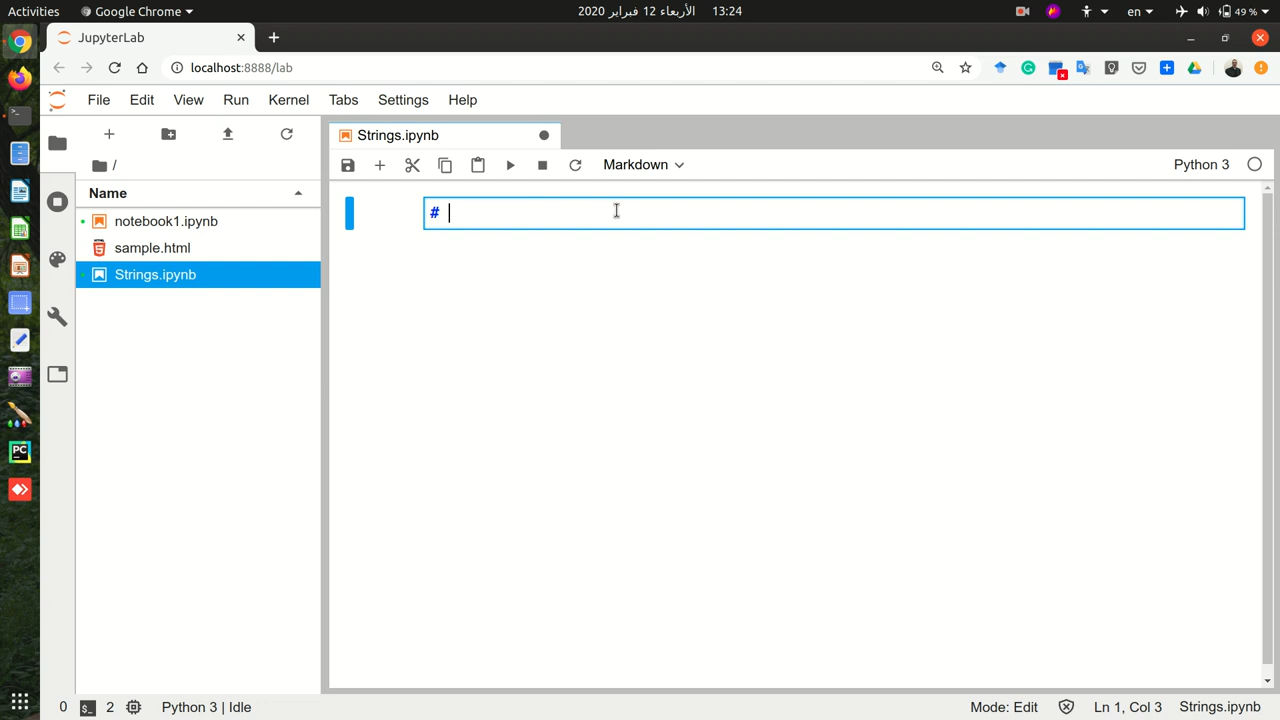 Activities Google Chrome الأربعاء 12 فبراير 2020 13:24 en 49 %
JupyterLab
localhost:8888/lab
File Edit View Run Kernel Tabs Settings Help
Strings.ipynb
/ Markdown Python 3
Name
notebook1.ipynb
sample.html
Strings.ipynb
#
PC
0 2 Python 3 | Idle Mode: Edit Ln 1, Col 3 Strings.ipynb